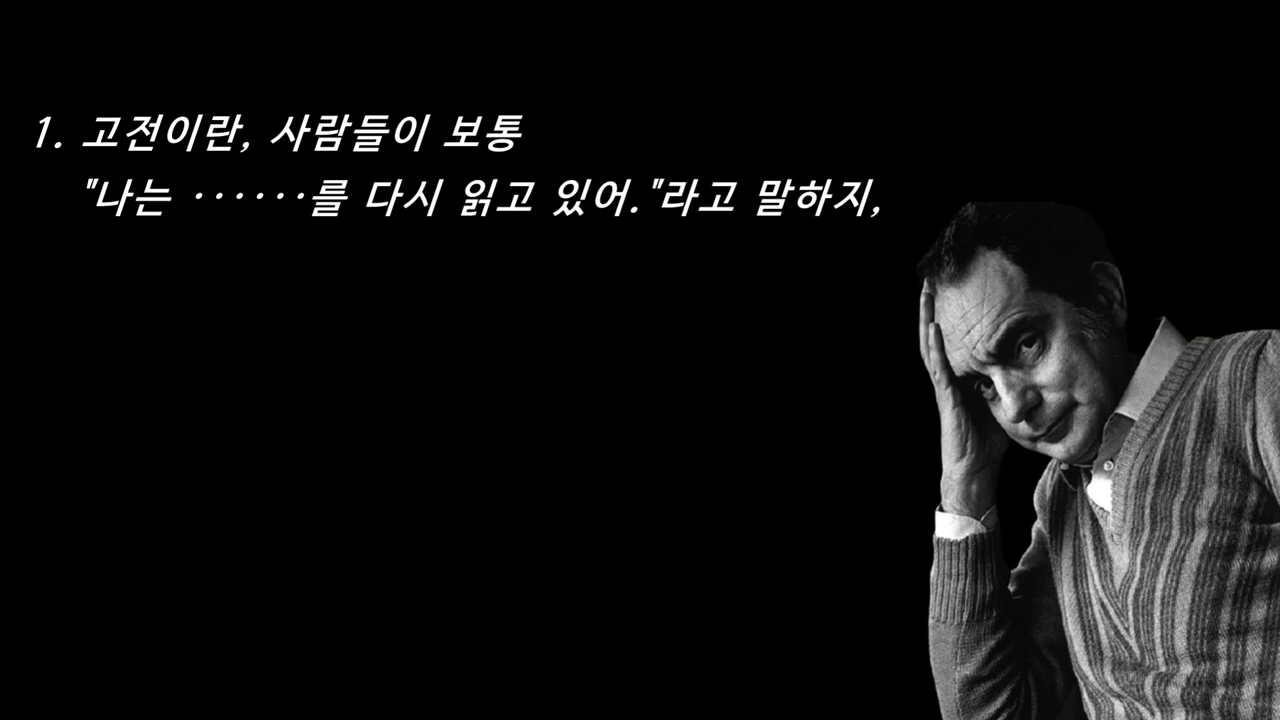 1. 고전이란, 사람들이 보통
"나는 ······를 다시 읽고 있어."라고 말하지,